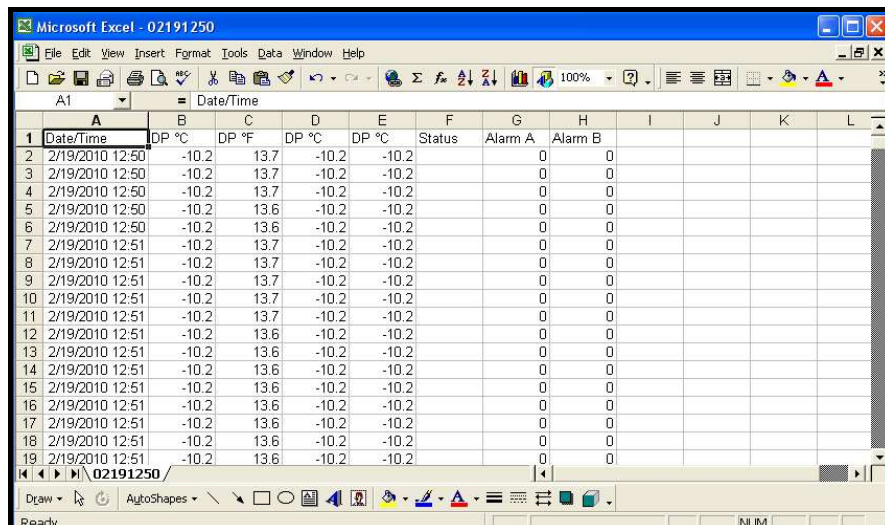 Microsoft Excel - 02191250
File Edit View Insert Format Tools Data Window Help
100%
A1 = Date/Time
A B C D E F G H I J K L
1 Date/Time DP °C DP °F DP °C DP °C Status Alarm A Alarm B
2 2/19/2010 12:50 -10.2 13.7 -10.2 -10.2 0 0
3 2/19/2010 12:50 -10.2 13.7 -10.2 -10.2 0 0
4 2/19/2010 12:50 -10.2 13.7 -10.2 -10.2 0 0
5 2/19/2010 12:50 -10.2 13.6 -10.2 -10.2 0 0
6 2/19/2010 12:50 -10.2 13.6 -10.2 -10.2 0 0
7 2/19/2010 12:51 -10.2 13.7 -10.2 -10.2 0 0
8 2/19/2010 12:51 -10.2 13.7 -10.2 -10.2 0 0
9 2/19/2010 12:51 -10.2 13.7 -10.2 -10.2 0 0
10 2/19/2010 12:51 -10.2 13.7 -10.2 -10.2 0 0
11 2/19/2010 12:51 -10.2 13.7 -10.2 -10.2 0 0
12 2/19/2010 12:51 -10.2 13.6 -10.2 -10.2 0 0
13 2/19/2010 12:51 -10.2 13.6 -10.2 -10.2 0 0
14 2/19/2010 12:51 -10.2 13.6 -10.2 -10.2 0 0
15 2/19/2010 12:51 -10.2 13.6 -10.2 -10.2 0 0
16 2/19/2010 12:51 -10.2 13.6 -10.2 -10.2 0 0
17 2/19/2010 12:51 -10.2 13.6 -10.2 -10.2 0 0
18 2/19/2010 12:51 -10.2 13.6 -10.2 -10.2 0 0
19 2/19/2010 12:51 -10.2 13.6 -10.2 -10.2 0 0
02191250
Draw AutoShapes
Ready NUM